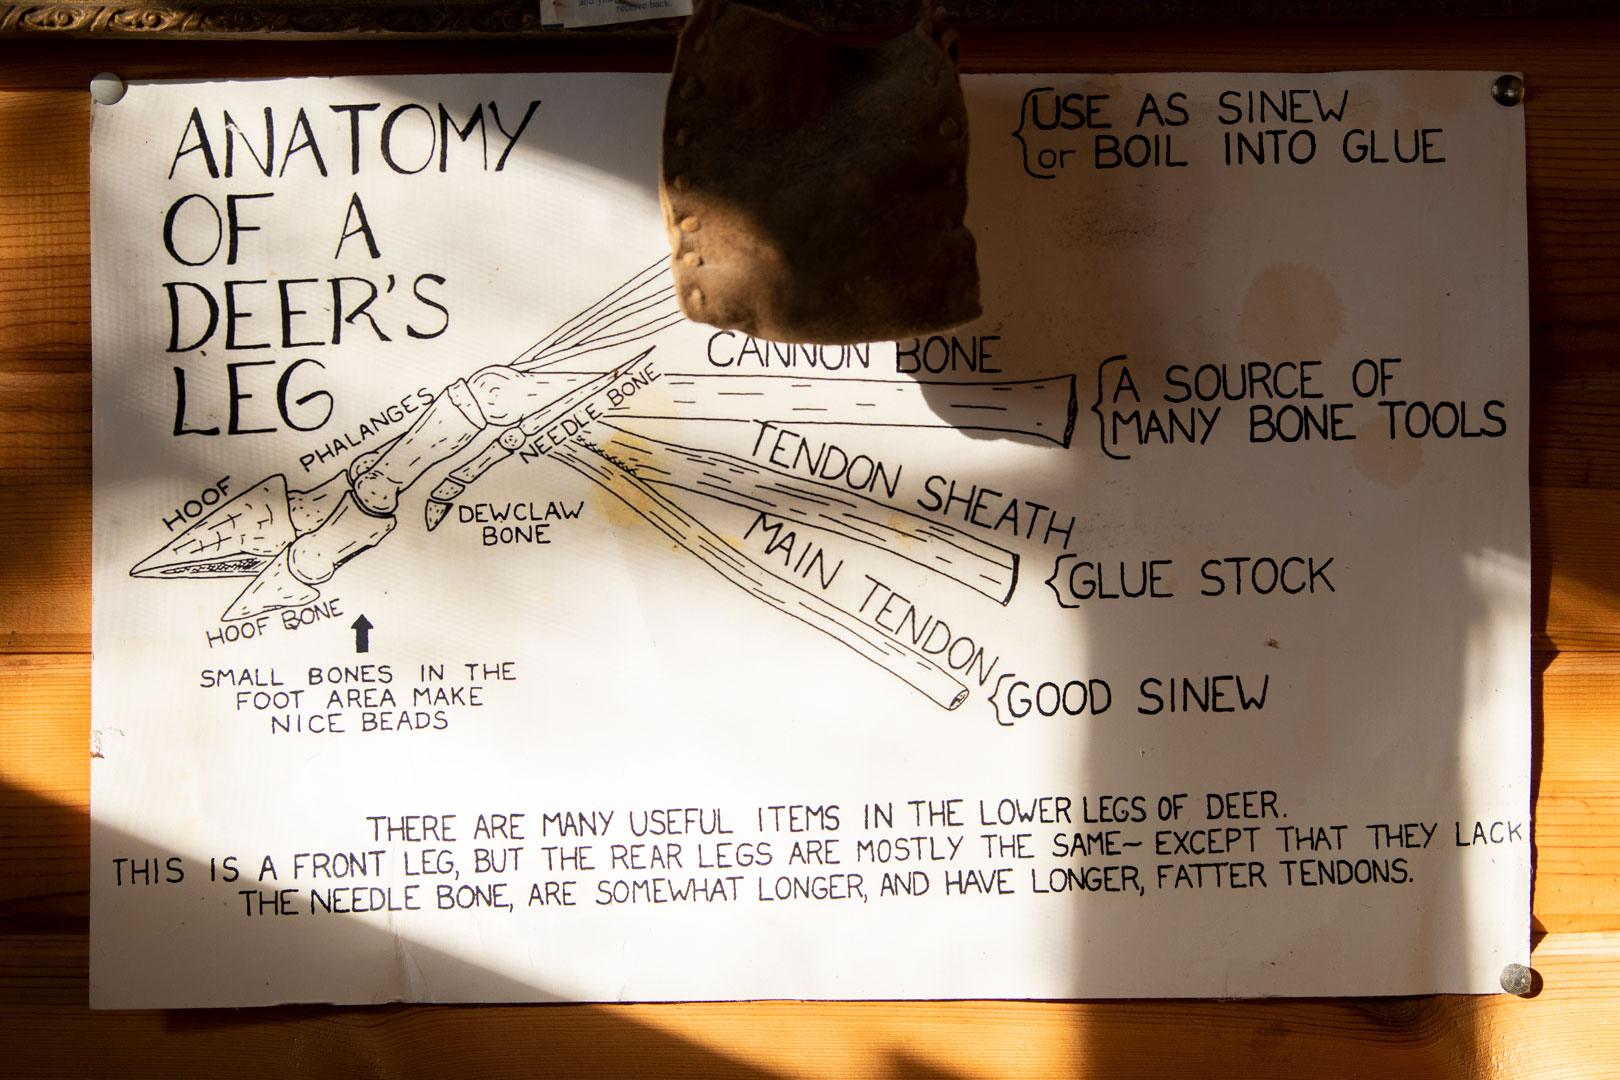 receive back.
ANATOMY
OF A
DEER'S
LEG
{USE AS SINEW
or BOIL INTO GLUE
CANNON BONE
{A SOURCE OF
MANY BONE TOOLS
PHALANGES
NEEDLE BONE
HOOF
DEWCLAW
BONE
TENDON SHEATH
{GLUE STOCK
MAIN TENDON
{GOOD SINEW
HOOF BONE
SMALL BONES IN THE
FOOT AREA MAKE
NICE BEADS
THERE ARE MANY USEFUL ITEMS IN THE LOWER LEGS OF DEER.
THIS IS A FRONT LEG, BUT THE REAR LEGS ARE MOSTLY THE SAME~ EXCEPT THAT THEY LACK
THE NEEDLE BONE, ARE SOMEWHAT LONGER, AND HAVE LONGER, FATTER TENDONS.